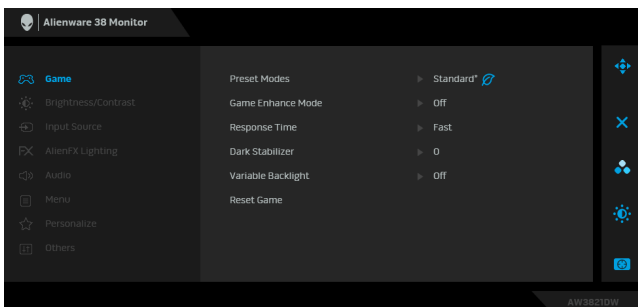 Alienware 38 Monitor
Game
Preset Modes
Standard*
Brightness/Contrast
Game Enhance Mode
Off
Input Source
Response Time
Fast
FX AlienFX Lighting
Dark Stabilizer
0
Audio
Variable Backlight
Off
Menu
Reset Game
Personalize
Others
AW3821DW